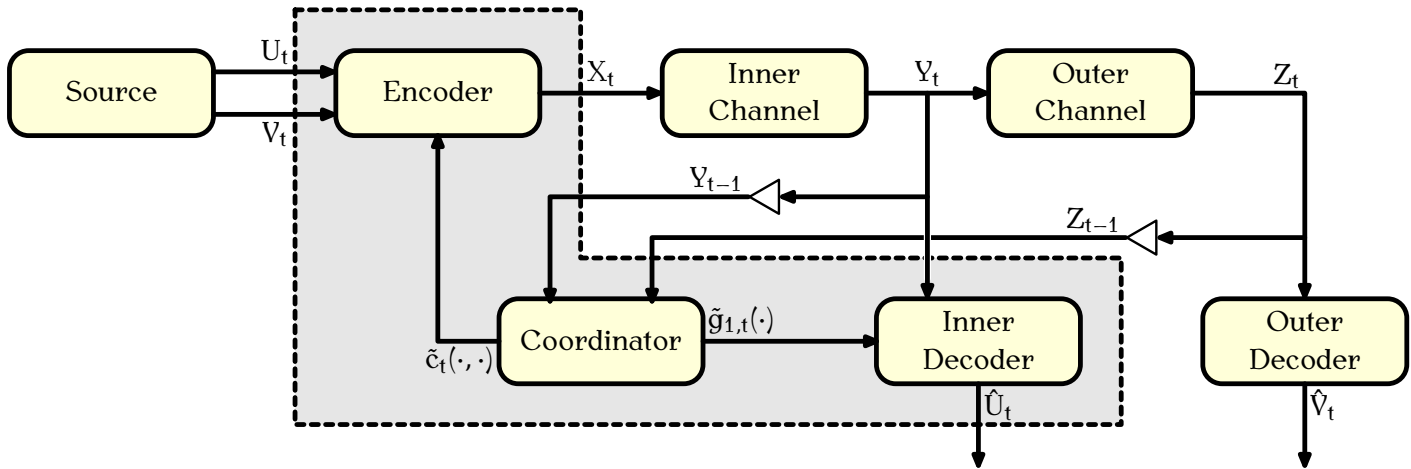 U_t
Source
V_t
Encoder
X_t
Inner
Channel
Y_t
Outer
Channel
Z_t
Y_{t−1}
Z_{t−1}
Coordinator
c̃_t(·, ·)
g̃_{1,t}(·)
Inner
Decoder
Û_t
Outer
Decoder
V̂_t